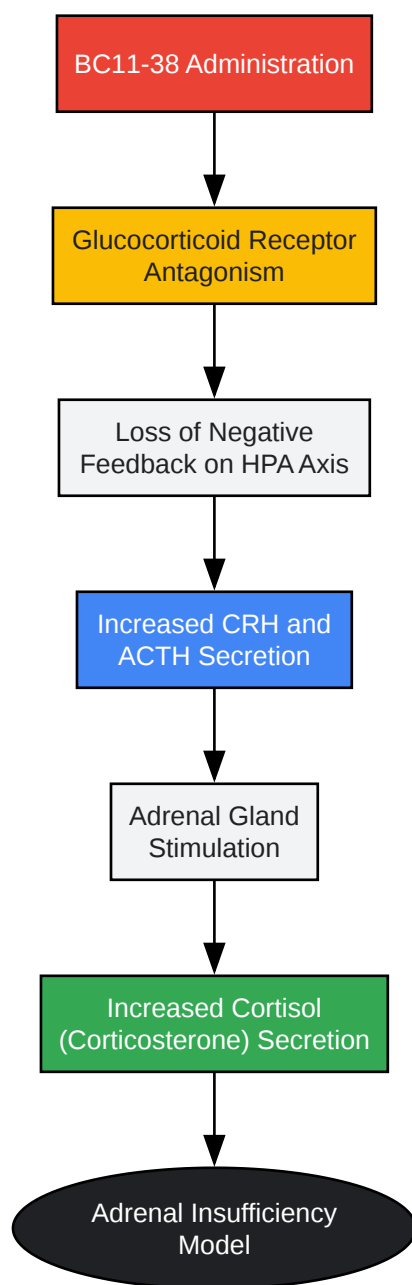 BC11-38 Administration
Glucocorticoid Receptor
Antagonism
Loss of Negative
Feedback on HPA Axis
Increased CRH and
ACTH Secretion
Adrenal Gland
Stimulation
Increased Cortisol
(Corticosterone) Secretion
Adrenal Insufficiency
Model